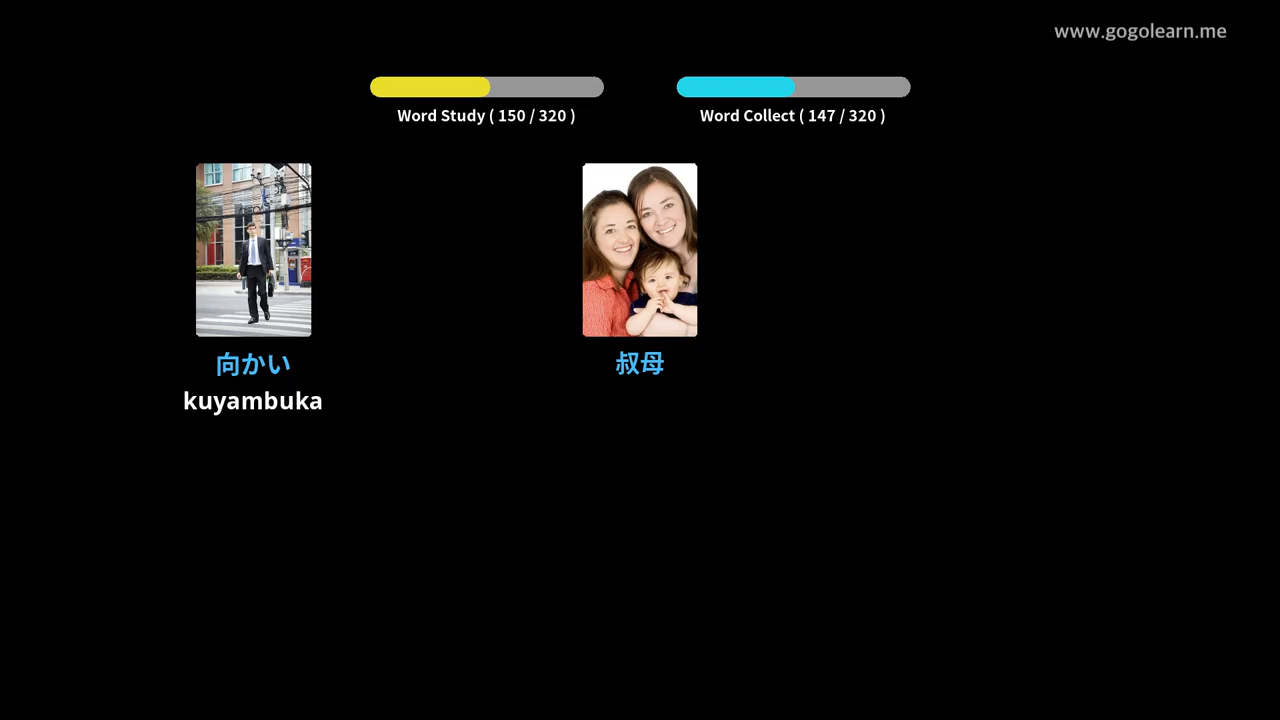 www.gogolearn.me
Word Study ( 150 / 320 )
Word Collect ( 147 / 320 )
向かい
kuyambuka
叔母